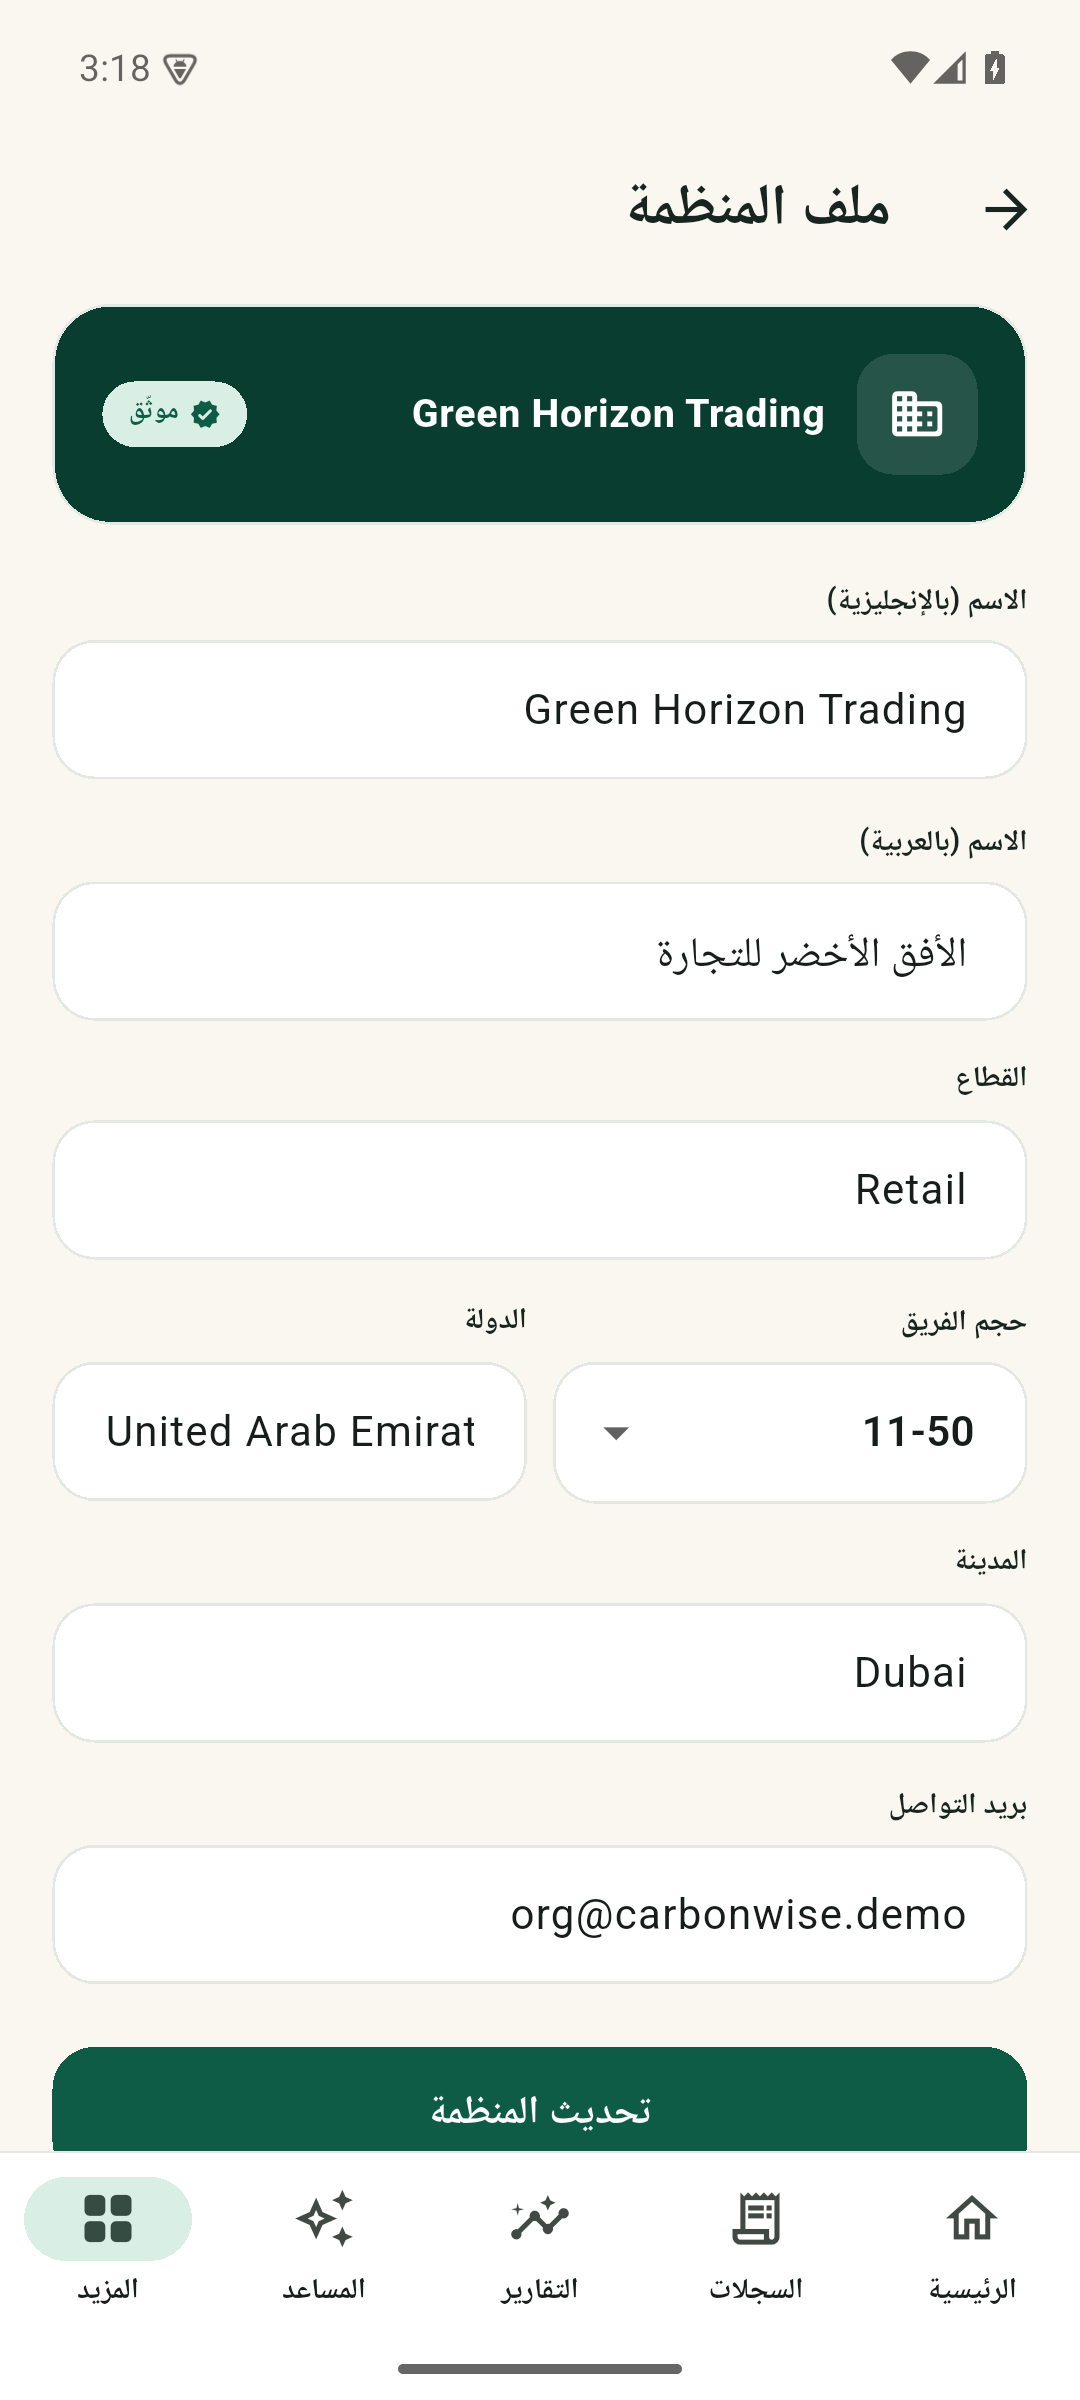 3:18
ملف المنظمة
Green Horizon Trading
موثّق
الاسم (بالإنجليزية)
Green Horizon Trading
الاسم (بالعربية)
الأفق الأخضر للتجارة
القطاع
Retail
حجم الفريق
الدولة
11-50
United Arab Emirat
المدينة
Dubai
بريد التواصل
org@carbonwise.demo
تحديث المنظمة
الرئيسية
السجلات
التقارير
المساعد
المزيد